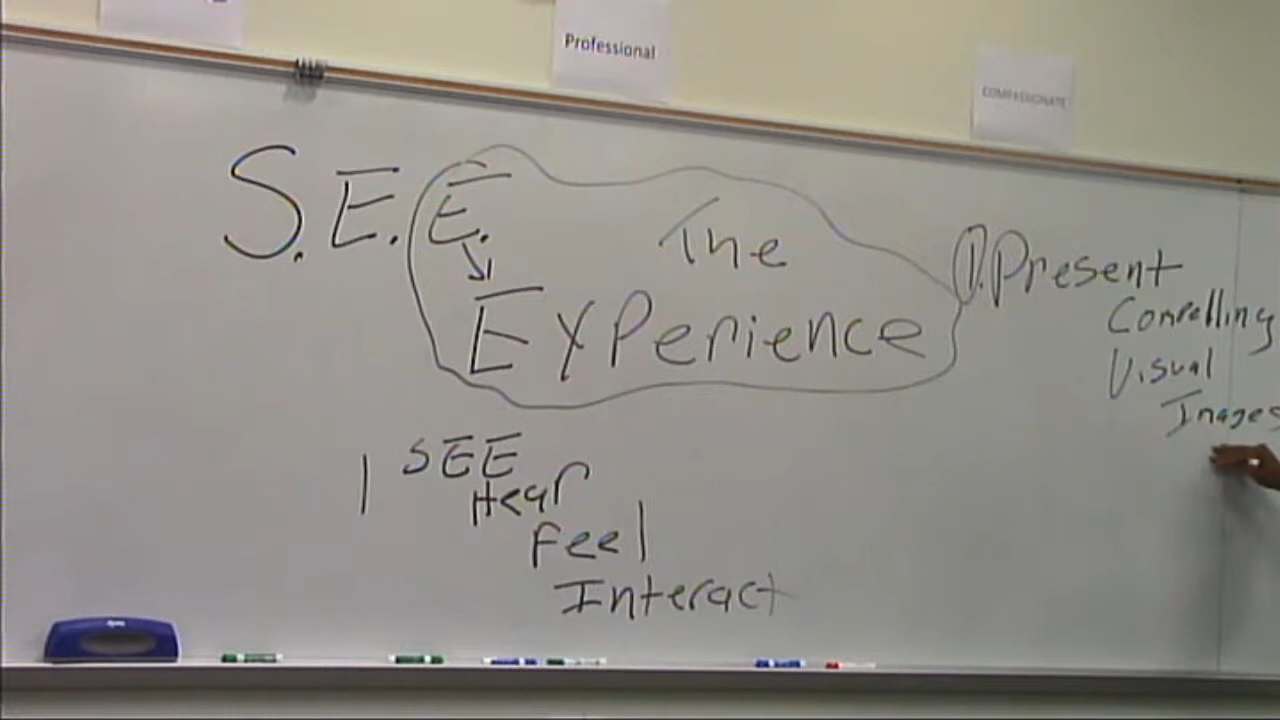 Professional
COMPASSIONATE
S.E.E.
The
Experience
1. Present
Compelling
Visual
Images
I SEE
Hear
Feel
Interact